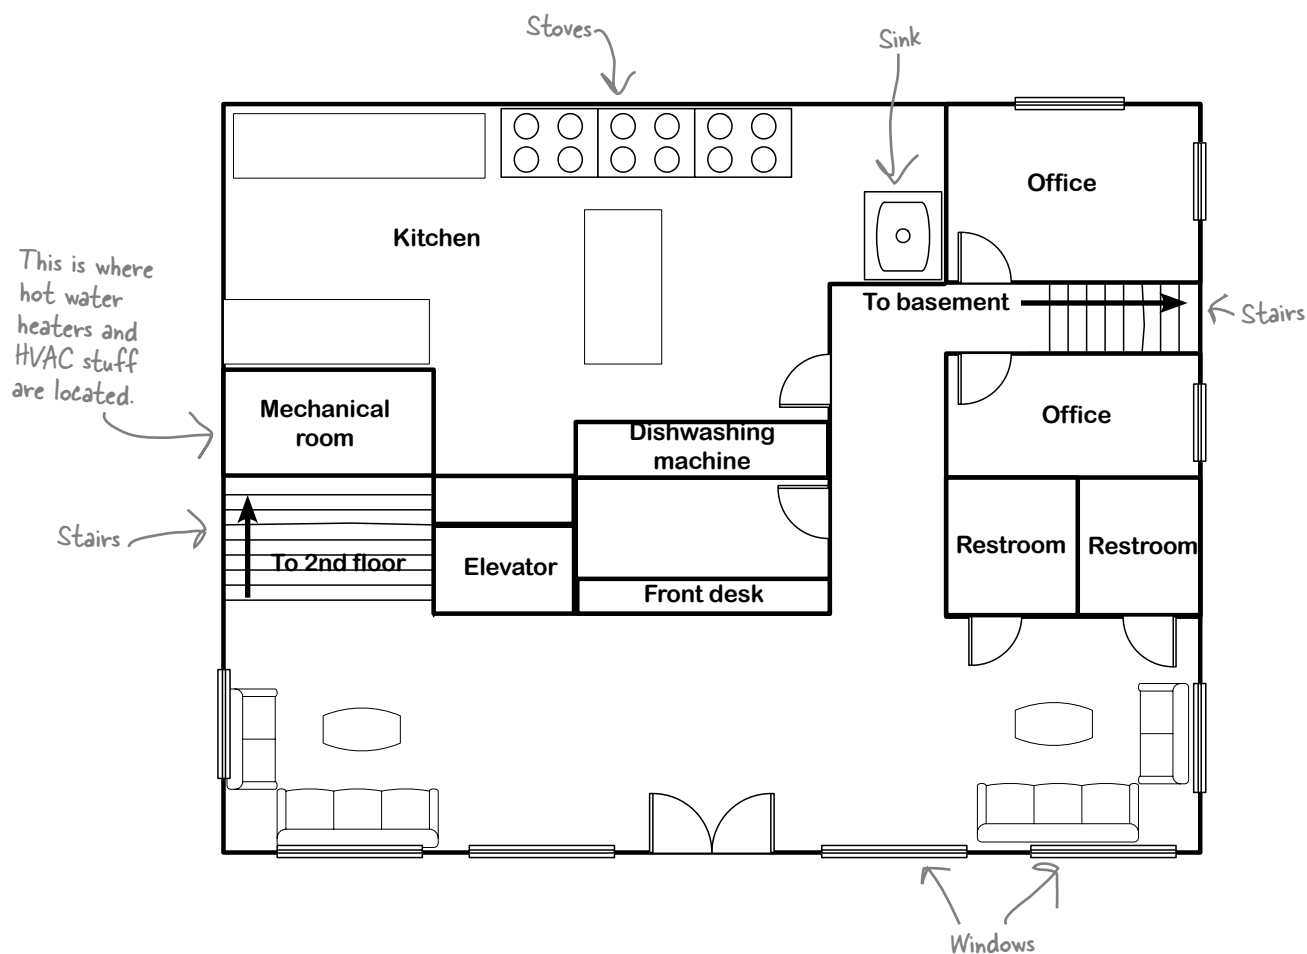 Stoves
Sink
Office
Kitchen
This is where
hot water
heaters and
HVAC stuff
are located.
To basement
Stairs
Mechanical
room
Office
Dishwashing
machine
Stairs
To 2nd floor
Elevator
Restroom
Restroom
Front desk
Windows